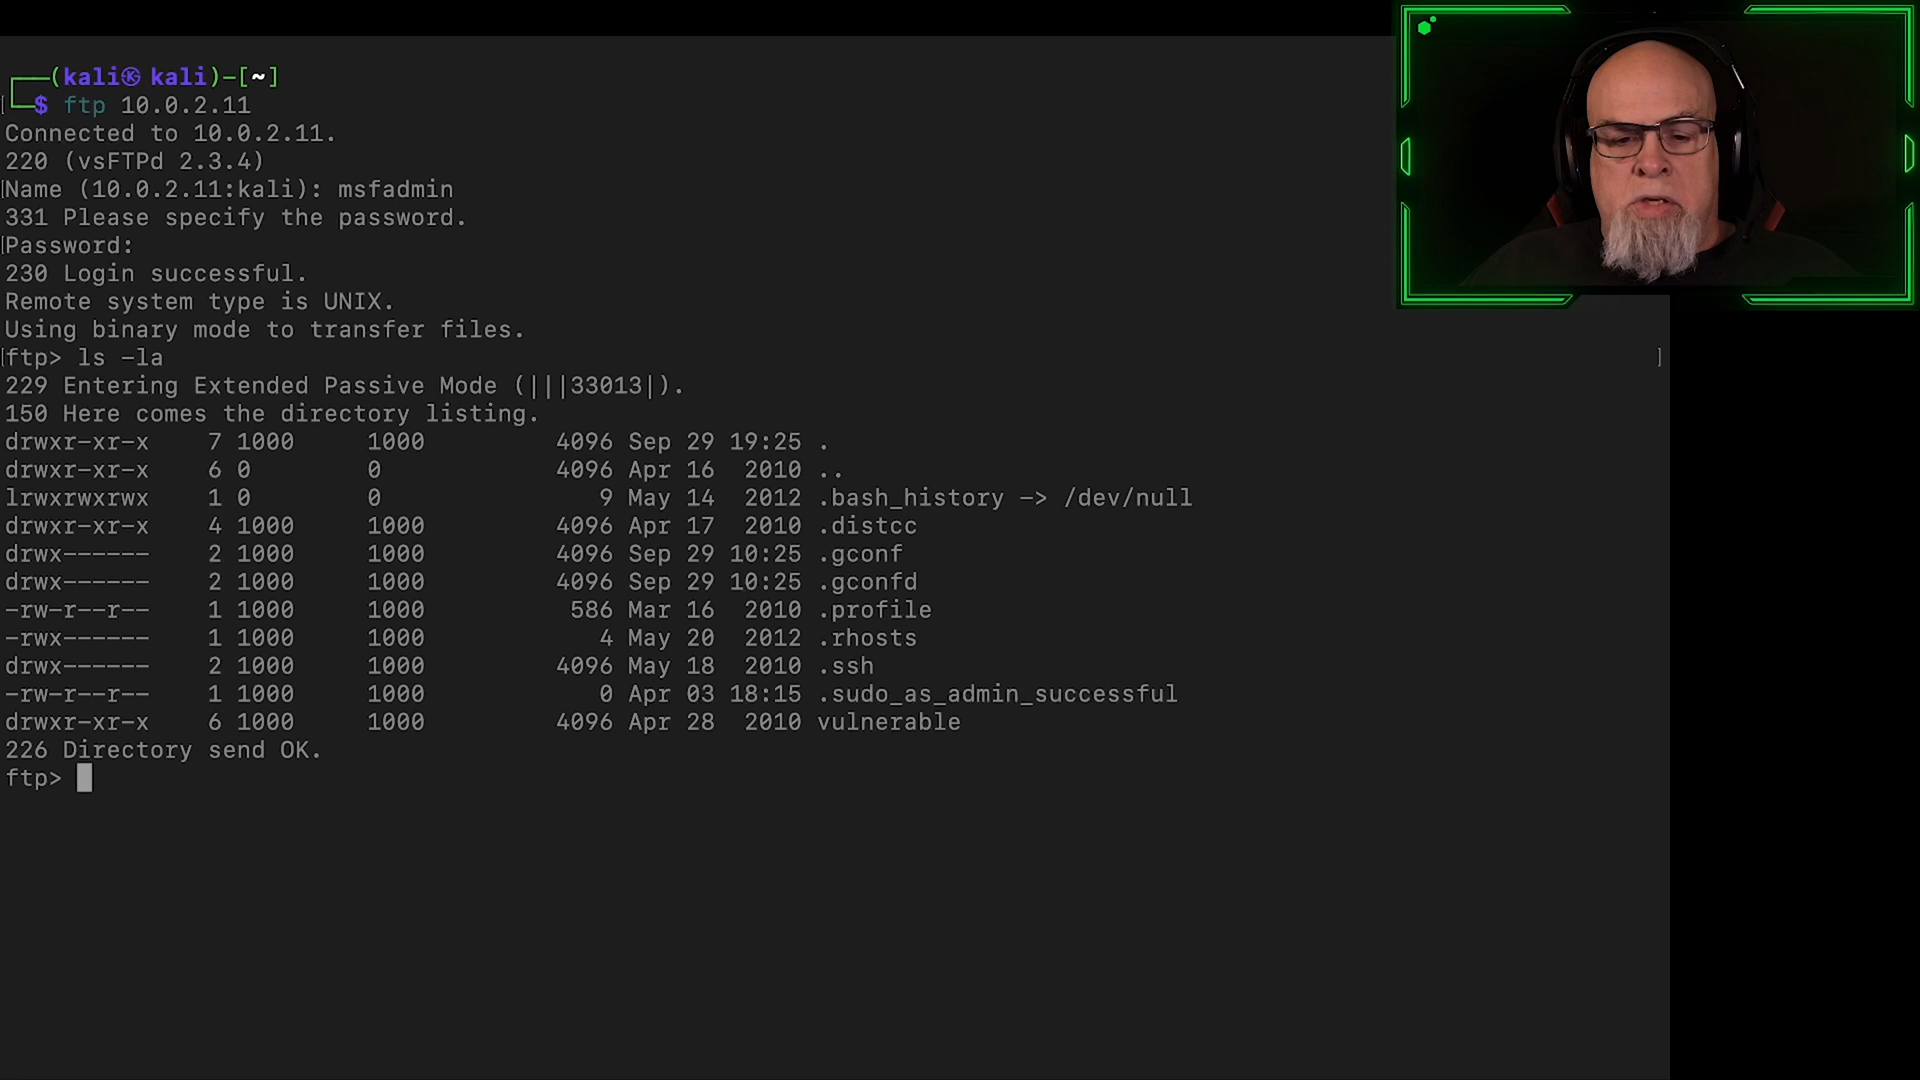 (kali㉿kali)-[~]
$ ftp 10.0.2.11
Connected to 10.0.2.11.
220 (vsFTPd 2.3.4)
Name (10.0.2.11:kali): msfadmin
331 Please specify the password.
Password:
230 Login successful.
Remote system type is UNIX.
Using binary mode to transfer files.
ftp> ls -la
229 Entering Extended Passive Mode (|||33013|).
150 Here comes the directory listing.
drwxr-xr-x    7 1000     1000         4096 Sep 29 19:25 .
drwxr-xr-x    6 0        0            4096 Apr 16  2010 ..
lrwxrwxrwx    1 0        0               9 May 14  2012 .bash_history -> /dev/null
drwxr-xr-x    4 1000     1000         4096 Apr 17  2010 .distcc
drwx------    2 1000     1000         4096 Sep 29 10:25 .gconf
drwx------    2 1000     1000         4096 Sep 29 10:25 .gconfd
-rw-r--r--    1 1000     1000          586 Mar 16  2010 .profile
-rwx------    1 1000     1000            4 May 20  2012 .rhosts
drwx------    2 1000     1000         4096 May 18  2010 .ssh
-rw-r--r--    1 1000     1000            0 Apr 03 18:15 .sudo_as_admin_successful
drwxr-xr-x    6 1000     1000         4096 Apr 28  2010 vulnerable
226 Directory send OK.
ftp>